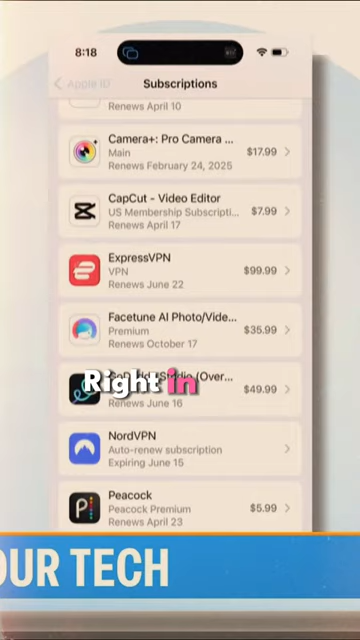 8:18
Apple ID
Subscriptions
Renews April 10
Camera+: Pro Camera ...
Main
$17.99
Renews February 24, 2025
CapCut - Video Editor
US Membership Subscripti...
$7.99
Renews April 17
ExpressVPN
VPN
$99.99
Renews June 22
Facetune AI Photo/Vide...
Premium
$35.99
Renews October 17
Studio (Over...
Right in
$49.99
Renews June 16
NordVPN
Auto-renew subscription
Expiring June 15
Peacock
Peacock Premium
$5.99
Renews April 23
OUR TECH